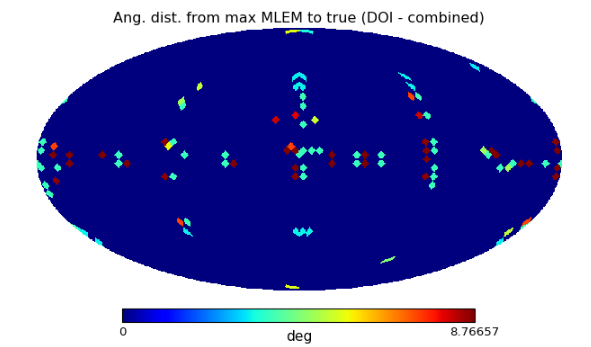 Ang. dist. from max MLEM to true (DOI - combined)
0
8.76657
deg